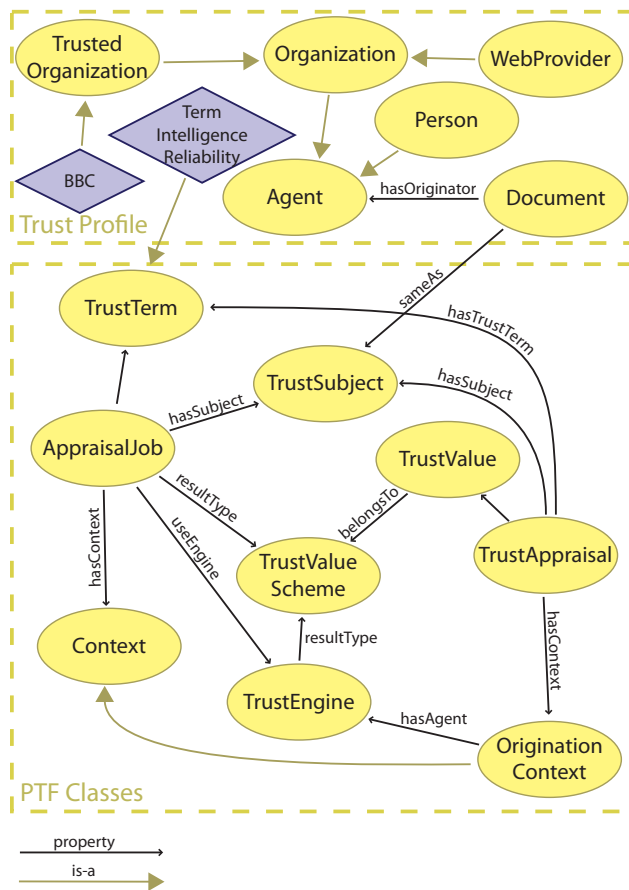 Trusted
Organization
Organization
WebProvider
Term
Intelligence
Reliability
Person
BBC
Agent
hasOriginator
Document
Trust Profile
sameAs
TrustTerm
hasTrustTerm
TrustSubject
hasSubject
hasSubject
AppraisalJob
TrustValue
resultType
belongsTo
useEngine
hasContext
TrustValue
Scheme
TrustAppraisal
resultType
hasContext
Context
TrustEngine
hasAgent
Origination
Context
PTF Classes
property
is-a